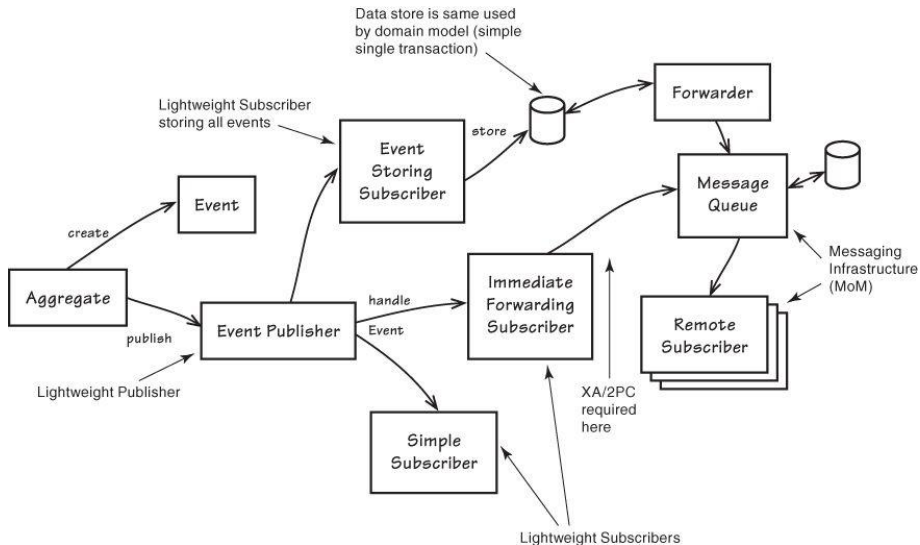 Data store is same used
by domain model (simple
single transaction)
Forwarder
Lightweight Subscriber
storing all events
Event
Storing
Subscriber
store
Message
Queue
Event
create
Messaging
Infrastructure
(MoM)
Aggregate
Immediate
Forwarding
Subscriber
handle
Event
Event Publisher
publish
Remote
Subscriber
Lightweight Publisher
XA/2PC
required
here
Simple
Subscriber
Lightweight Subscribers